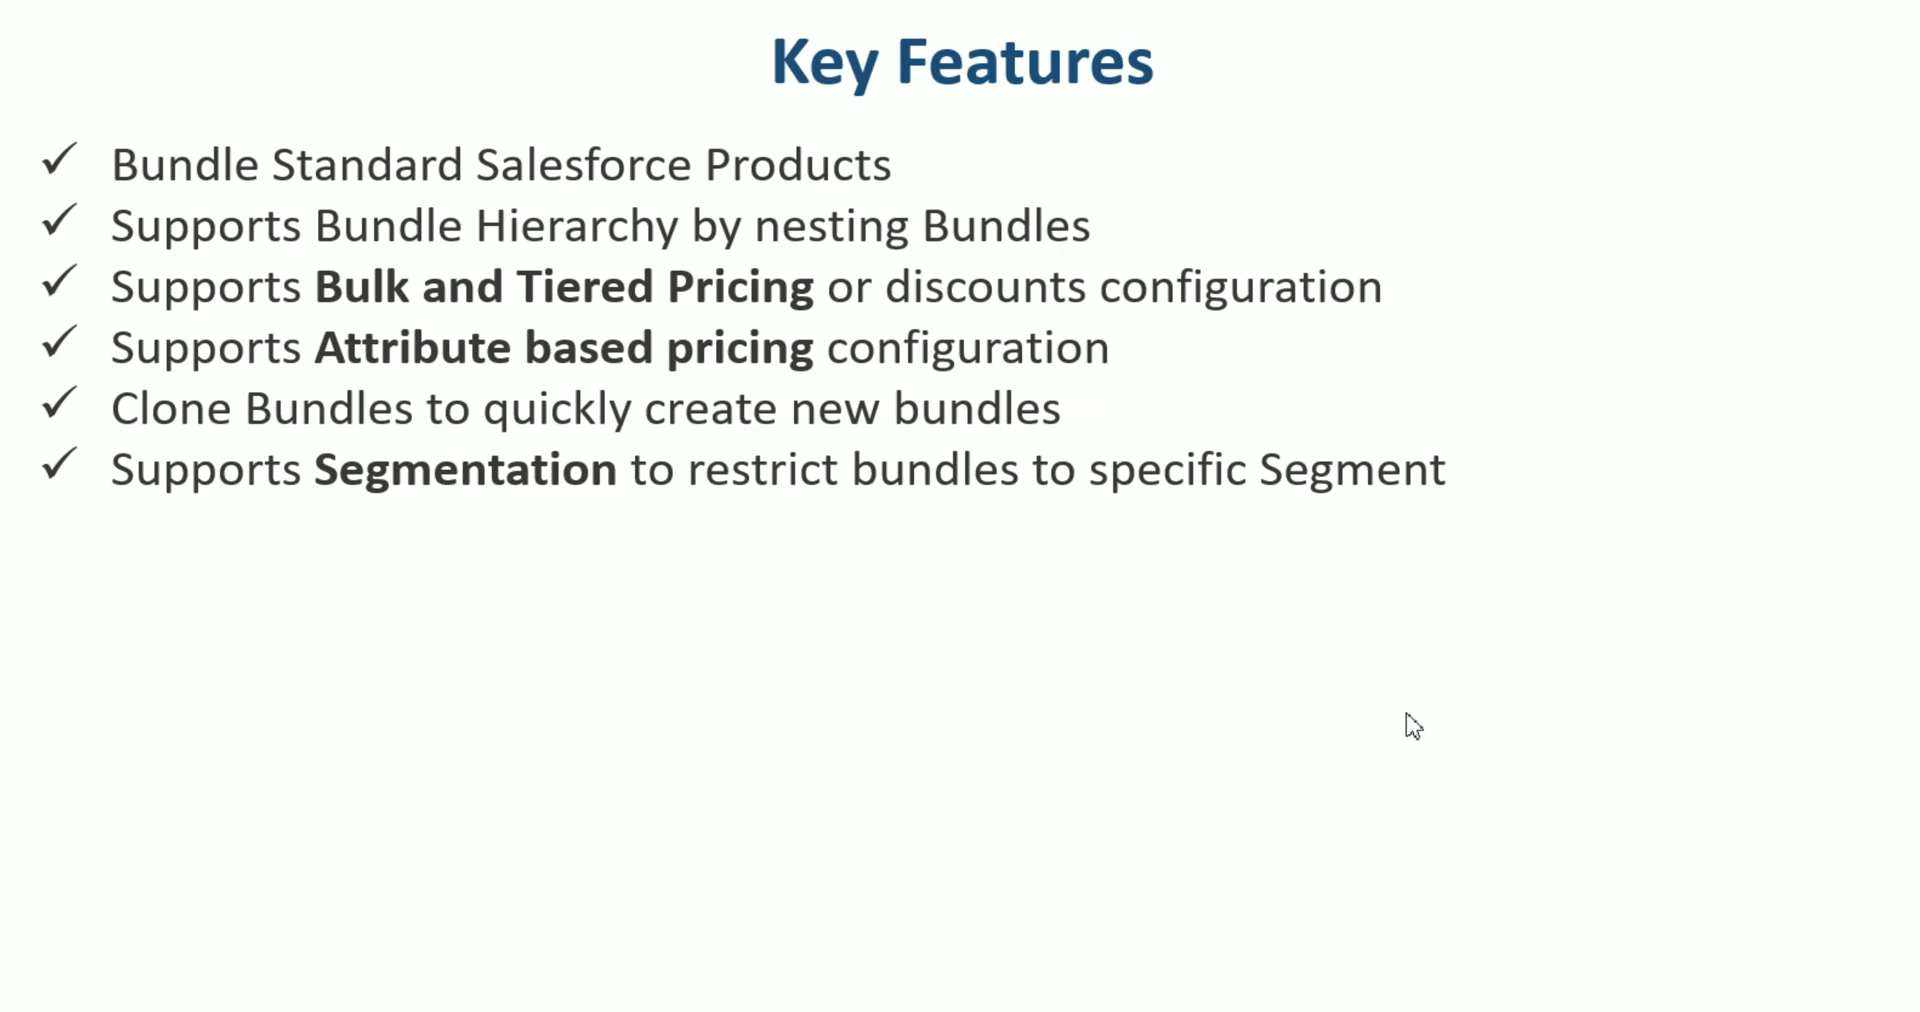 Key Features
✓ Bundle Standard Salesforce Products
✓ Supports Bundle Hierarchy by nesting Bundles
✓ Supports Bulk and Tiered Pricing or discounts configuration
✓ Supports Attribute based pricing configuration
✓ Clone Bundles to quickly create new bundles
✓ Supports Segmentation to restrict bundles to specific Segment